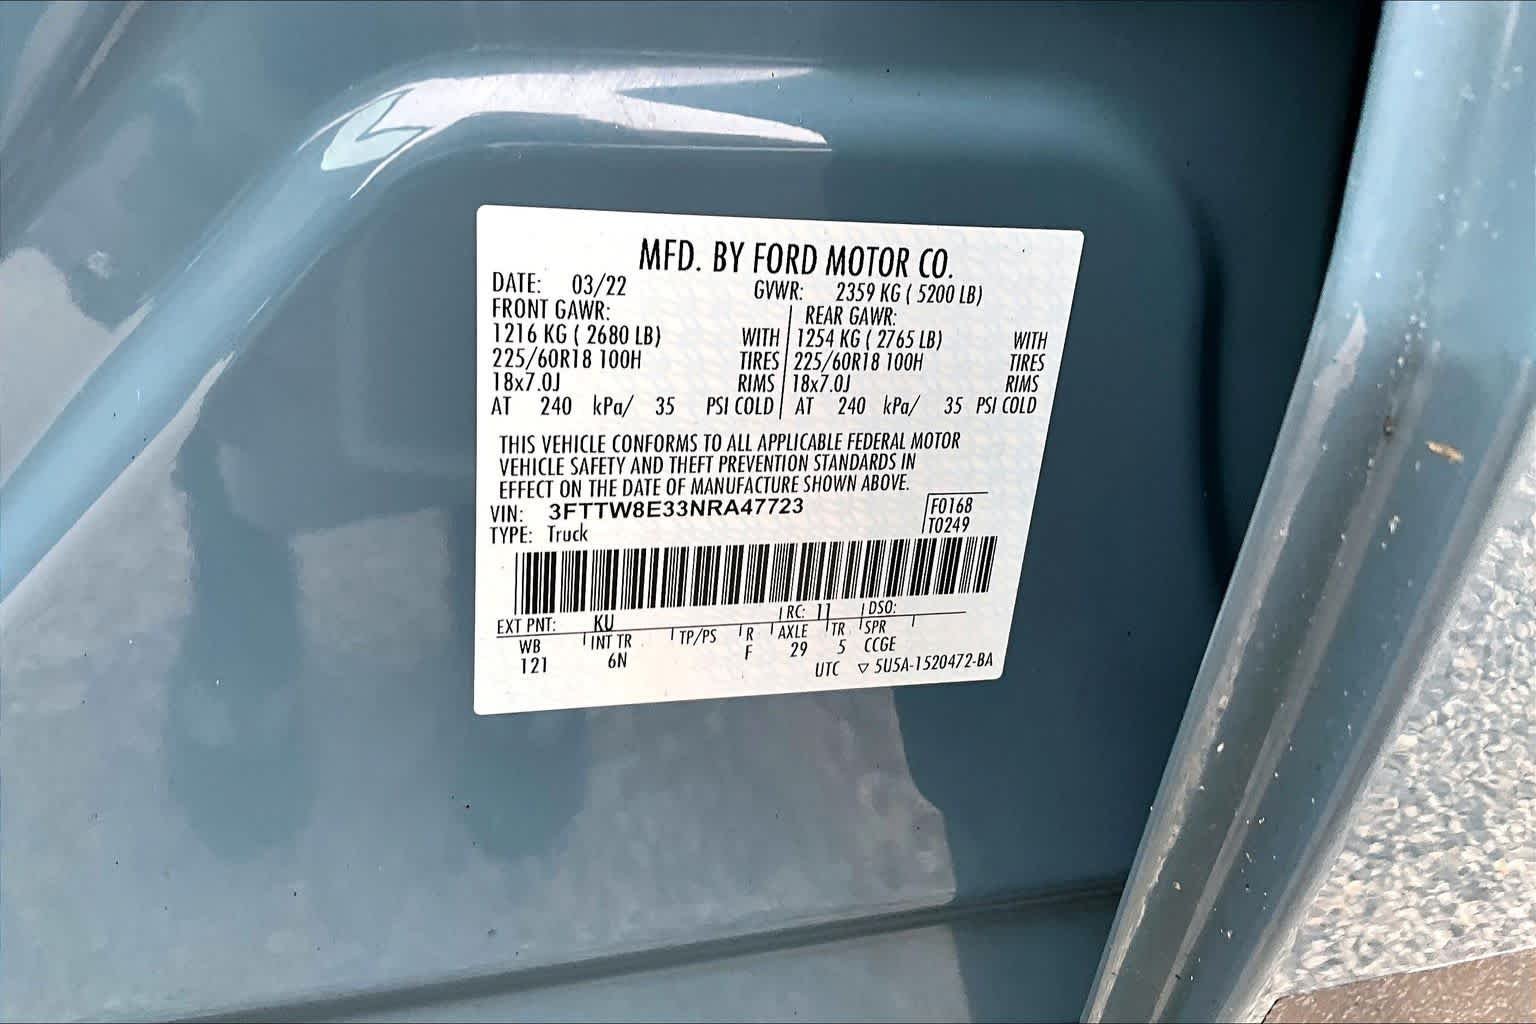 MFD. BY FORD MOTOR CO.
DATE: 03/22 GVWR: 2359 KG ( 5200 LB)
FRONT GAWR: REAR GAWR:
1216 KG ( 2680 LB) WITH 1254 KG ( 2765 LB) WITH
225/60R18 100H TIRES 225/60R18 100H TIRES
18x7.0J RIMS 18x7.0J RIMS
AT 240 kPa/ 35 PSI COLD AT 240 kPa/ 35 PSI COLD
THIS VEHICLE CONFORMS TO ALL APPLICABLE FEDERAL MOTOR
VEHICLE SAFETY AND THEFT PREVENTION STANDARDS IN
EFFECT ON THE DATE OF MANUFACTURE SHOWN ABOVE.
VIN: 3FTTW8E33NRA47723 F0168
TYPE: Truck T0249
EXT PNT: KU RC: 11 DSO:
WB INT TR TP/PS R AXLE TR SPR
121 6N F 29 5 CCGE
UTC ▽ 5U5A-1520472-BA